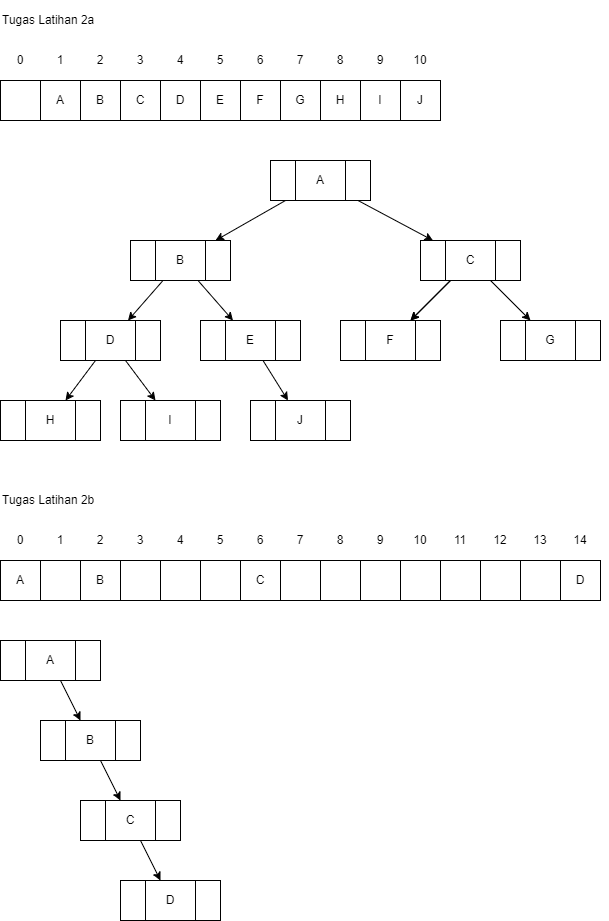 Tugas Latihan 2a
0 1 2 3 4 5 6 7 8 9 10
A B C D E F G H I J
A
B C
D E F G
H I J
Tugas Latihan 2b
0 1 2 3 4 5 6 7 8 9 10 11 12 13 14
A B C D
A
B
C
D